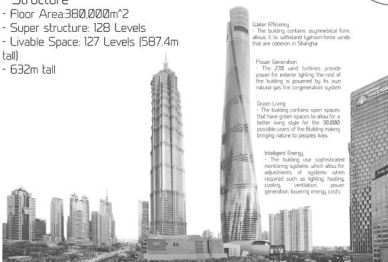 Structure
- Floor Area:380,000m^2
- Super structure: 128 Levels
- Livable Space: 127 Levels (587.4m
tall)
- 632m tall
Water Efficiency
- The building contains asymmetrical form,
allows it to withstand typhoon-force winds
that are common in Shanghai
Power Generation
- The 270 wind turbines provide
power for exterior lighting the rest of
the building is powered by its own
natural gas fire co-generation system
Green Living
- The building contains open spaces
that have green spaces to allow for a
better living style for the 30,000
possible users of the Building making
bringing nature to peoples lives.
Inteligent Energy
- The building use sophisticated
monitoring systems which allow for
adjustments of systems when
required such as lighting, heating
cooling, ventilation, power
generation lowering energy costs.